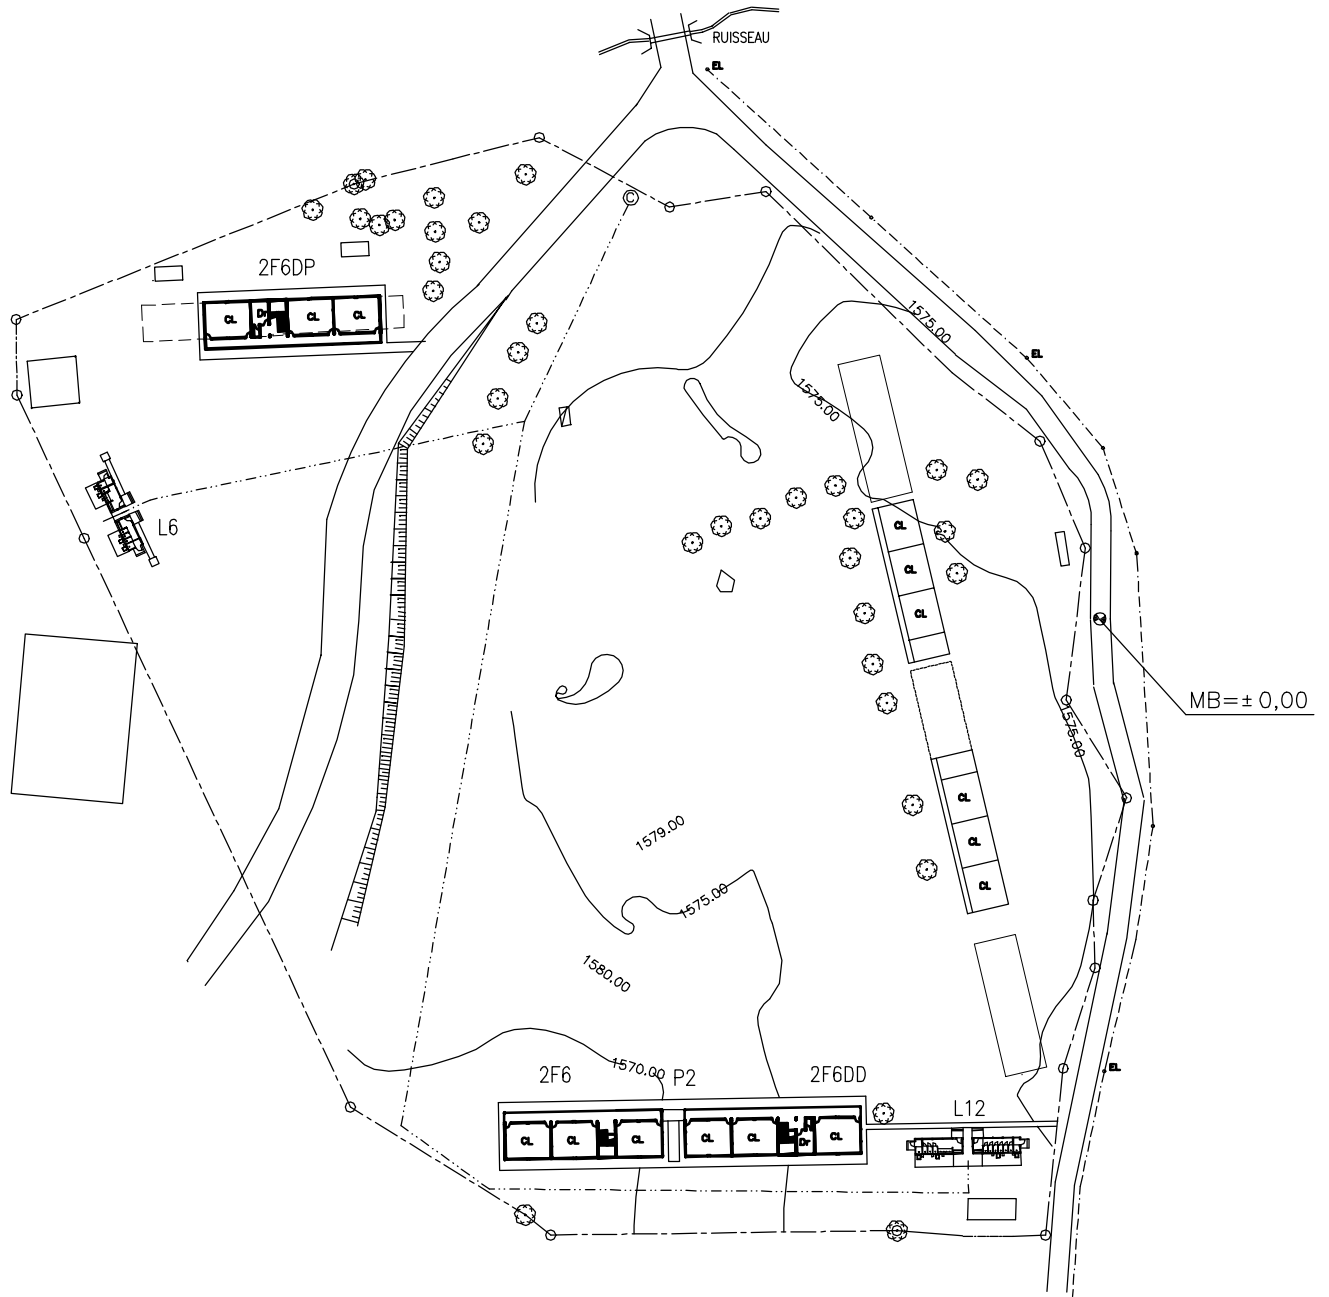 RUISSEAU
EL
C
2F6DP
CL
Dr
CL
CL
1575.00
EL
1575.00
L6
CL
CL
CL
MB=± 0,00
1575.00
CL
CL
CL
1579.00
1575.00
1580.00
1570.00
2F6
P2
2F6DD
EL
L12
CL
CL
CL
CL
CL
Dr
CL